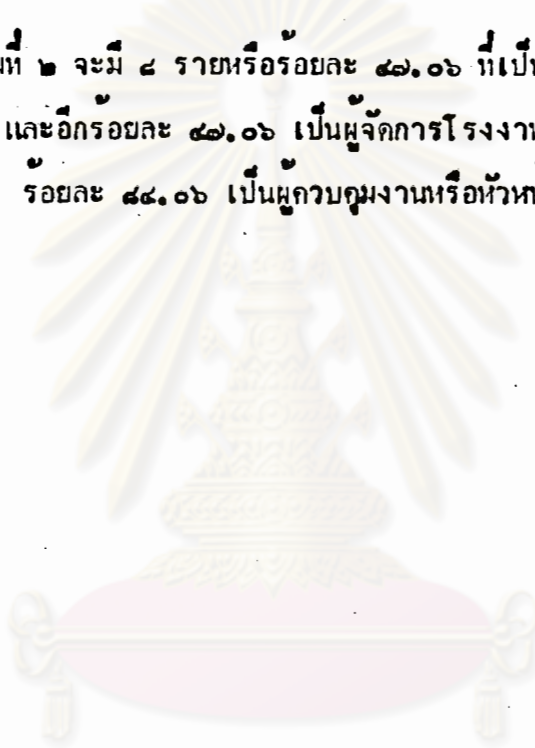 ที่ ๒ จะมี ๘ รายหรือร้อยละ ๔๗.๐๖ ที่เป็น
และอีกร้อยละ ๔๗.๐๖ เป็นผู้จัดการโรงงาน
ร้อยละ ๘๔.๐๖ เป็นผู้ควบคุมงานหรือหัวห